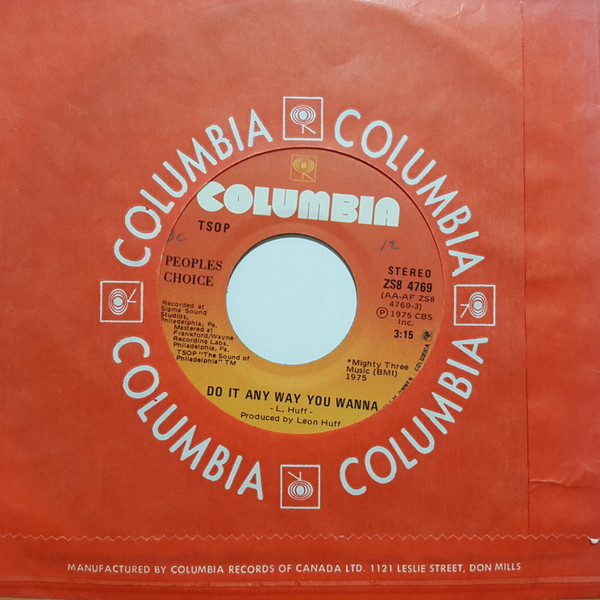 COLUMBIA
COLUMBIA
COLUMBIA
COLUMBIA
COLUMBIA
TSOP
12
PEOPLES
CHOICE
STEREO
ZS8 4769
(AA-AF ZS8
4769-3)
℗ 1975 CBS
Inc.
3:15
Recorded at
Sigma Sound
Studios,
Philadelphia, Pa.
Mastered at
Frankford/Wayne
Recording Labs,
Philadelphia, Pa.
TSOP "The Sound of
Philadelphia" TM
*Mighty Three
Music (BMI)
1975
DO IT ANY WAY YOU WANNA
- L. Huff -
Produced by Leon Huff
COLUMBIA
MANUFACTURED BY COLUMBIA RECORDS OF CANADA LTD. 1121 LESLIE STREET, DON MILLS